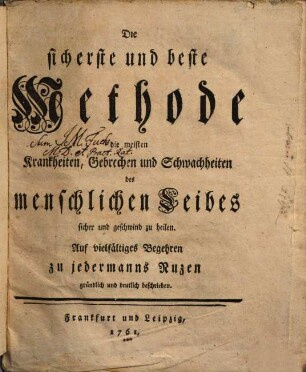 Die
sicherste und beste
Methode
die meisten
Krankheiten, Gebrechen und Schwachheiten
des
menschlichen Leibes
sicher und geschwind zu heilen.
Auf vielfältiges Begehren
zu jedermanns Nuzen
gründlich und deutlich beschrieben.
Frankfurt und Leipzig,
1761.